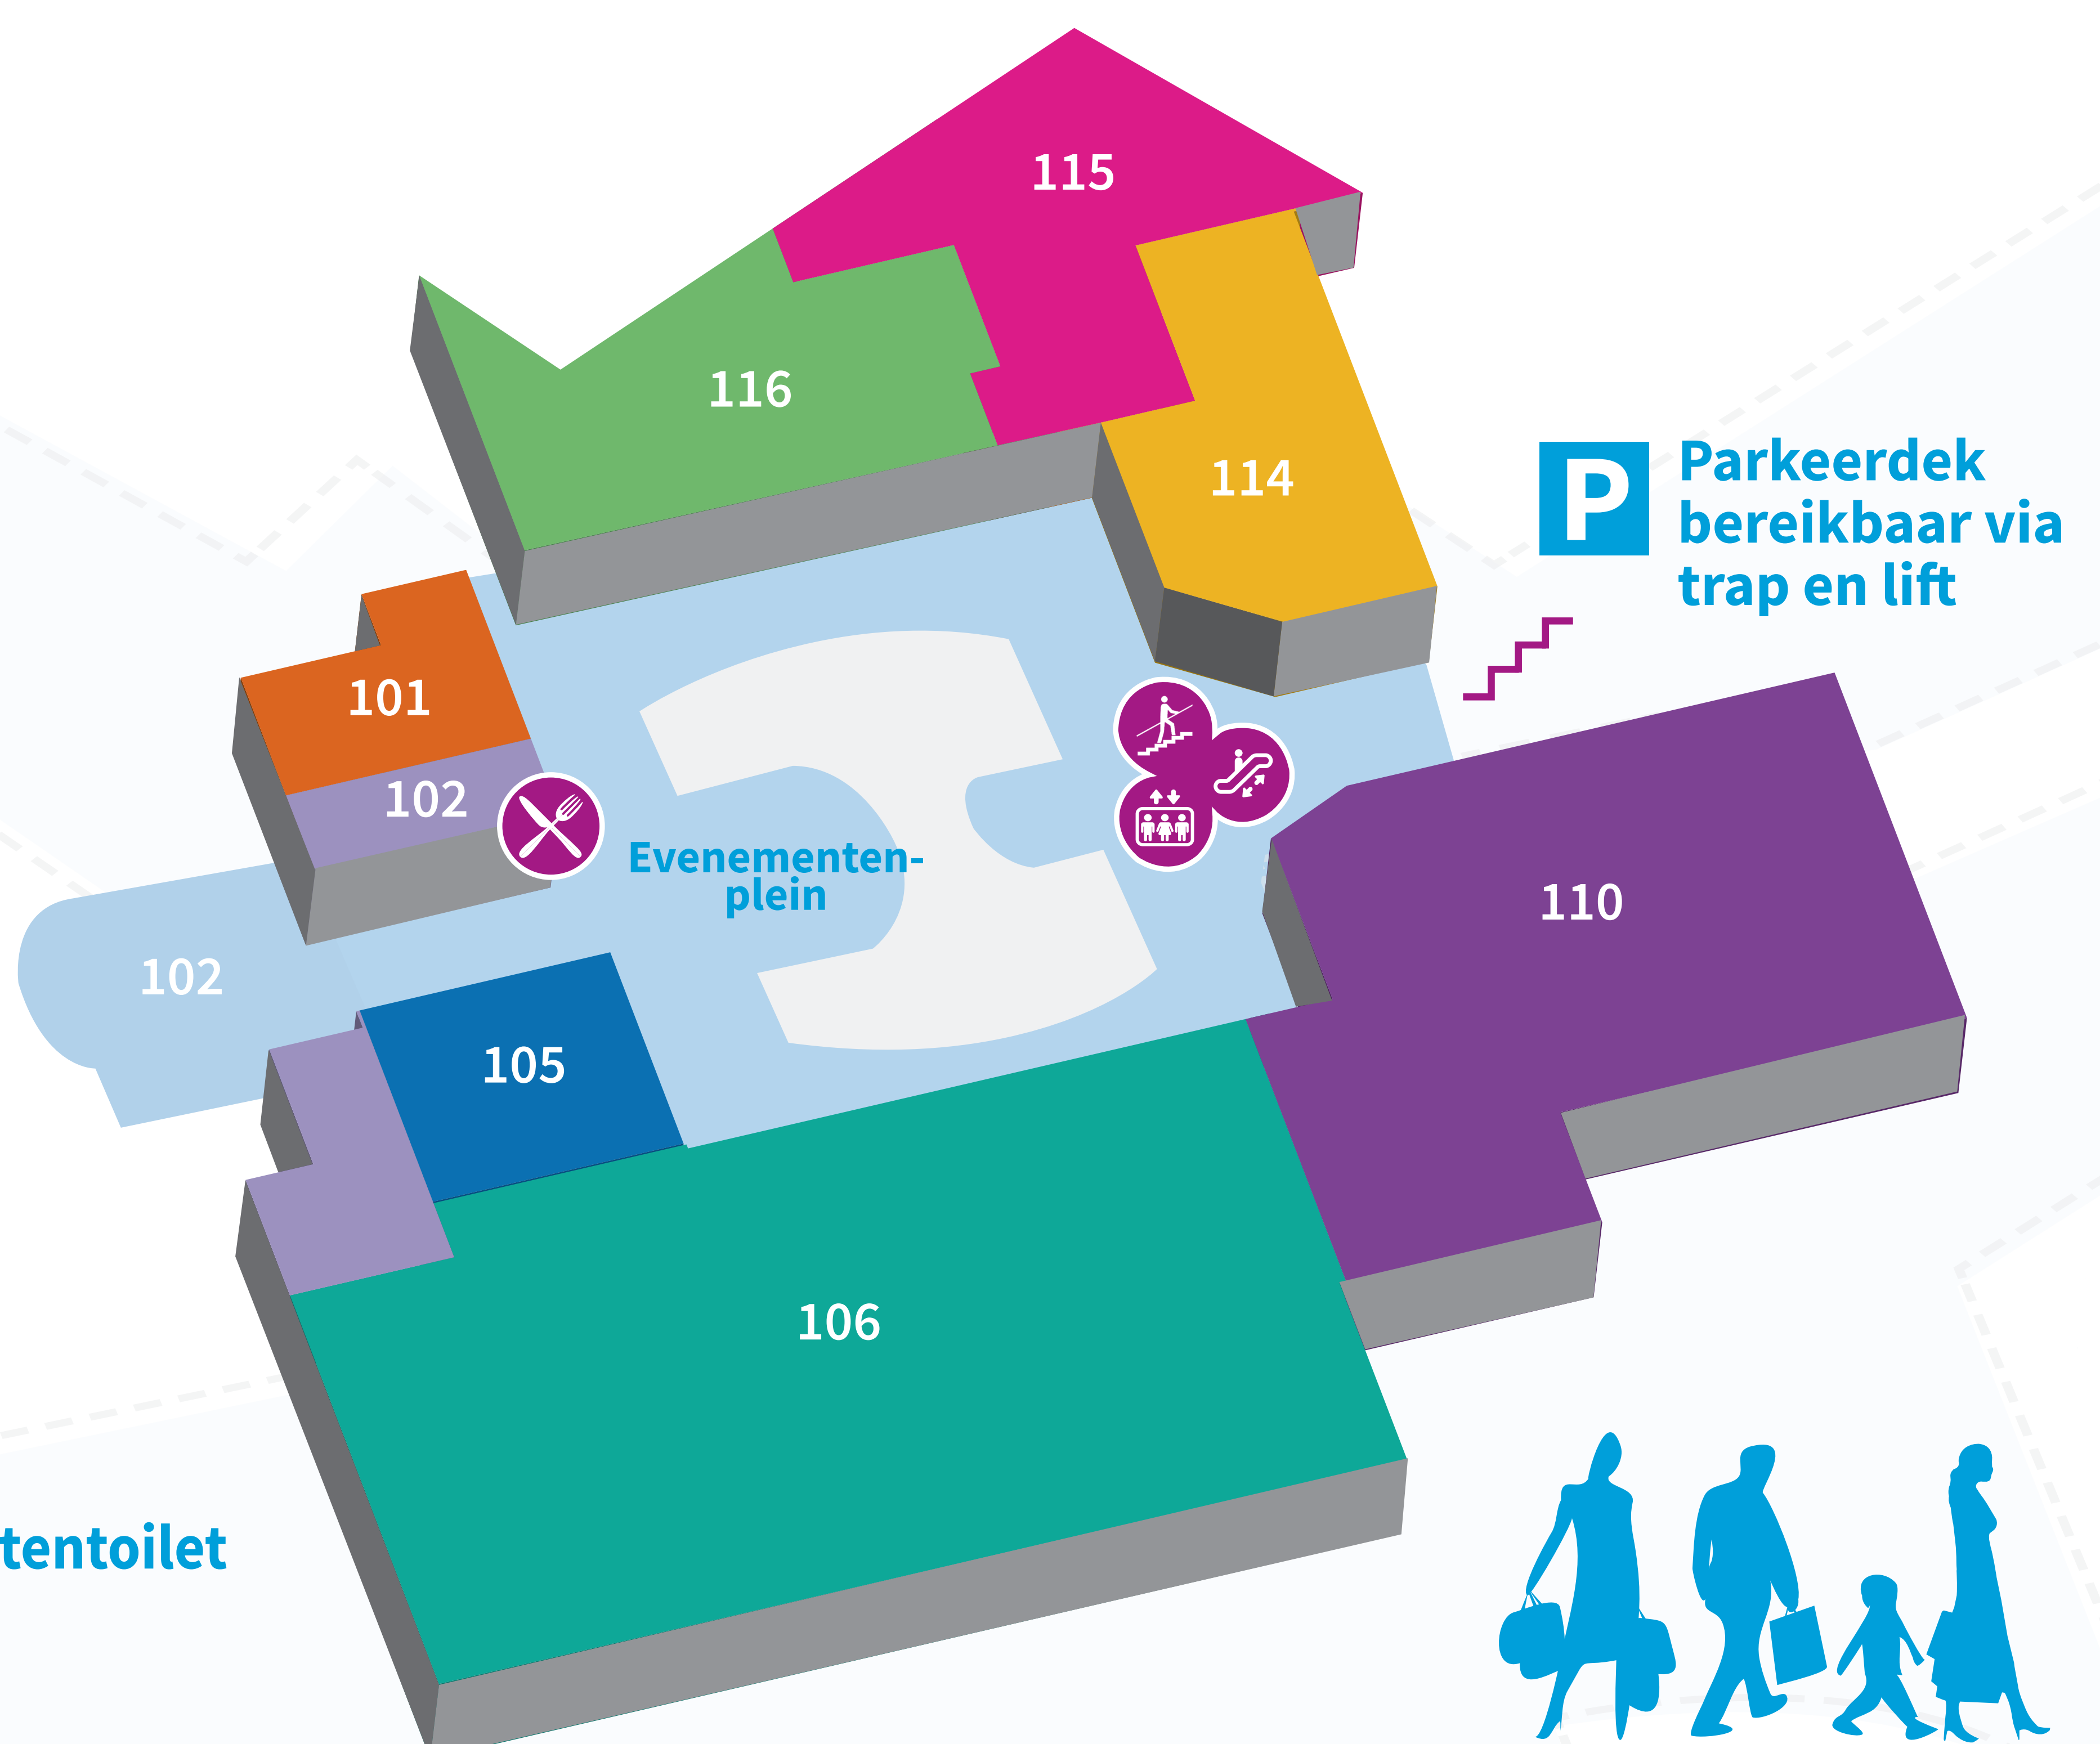 115
116
114
P
Parkeerdek
bereikbaar via
trap en lift
101
102
Evenementen-
plein
110
102
105
106
tentoilet